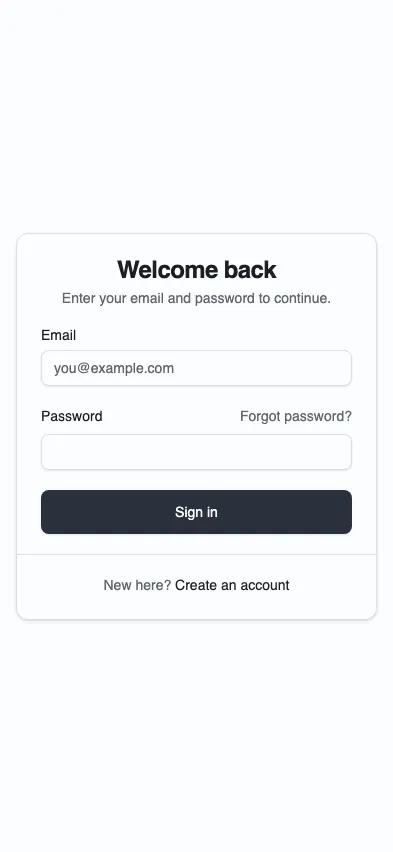 Welcome back
Enter your email and password to continue.
Email
you@example.com
Password Forgot password?
Sign in
New here? Create an account